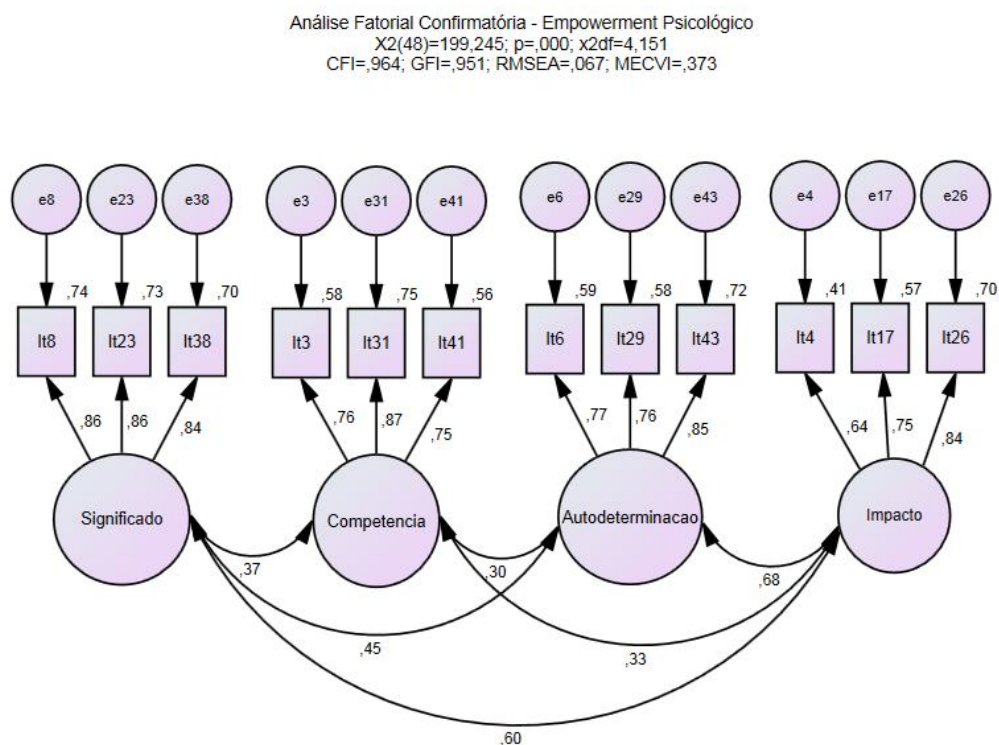 Análise Fatorial Confirmatória - Empowerment Psicológico
X2(48)=199,245; p=,000; x2df=4,151
CFI=,964; GFI=,951; RMSEA=,067; MECVI=,373
e8 e23 e38 e3 e31 e41 e6 e29 e43 e4 e17 e26
,74 ,73 ,70 ,58 ,75 ,56 ,59 ,58 ,72 ,41 ,57 ,70
It8 It23 It38 It3 It31 It41 It6 It29 It43 It4 It17 It26
,86 ,86 ,84 ,76 ,87 ,75 ,77 ,76 ,85 ,64 ,75 ,84
Significado Competencia Autodeterminacao Impacto
,37 ,30 ,68
,45 ,33
,60